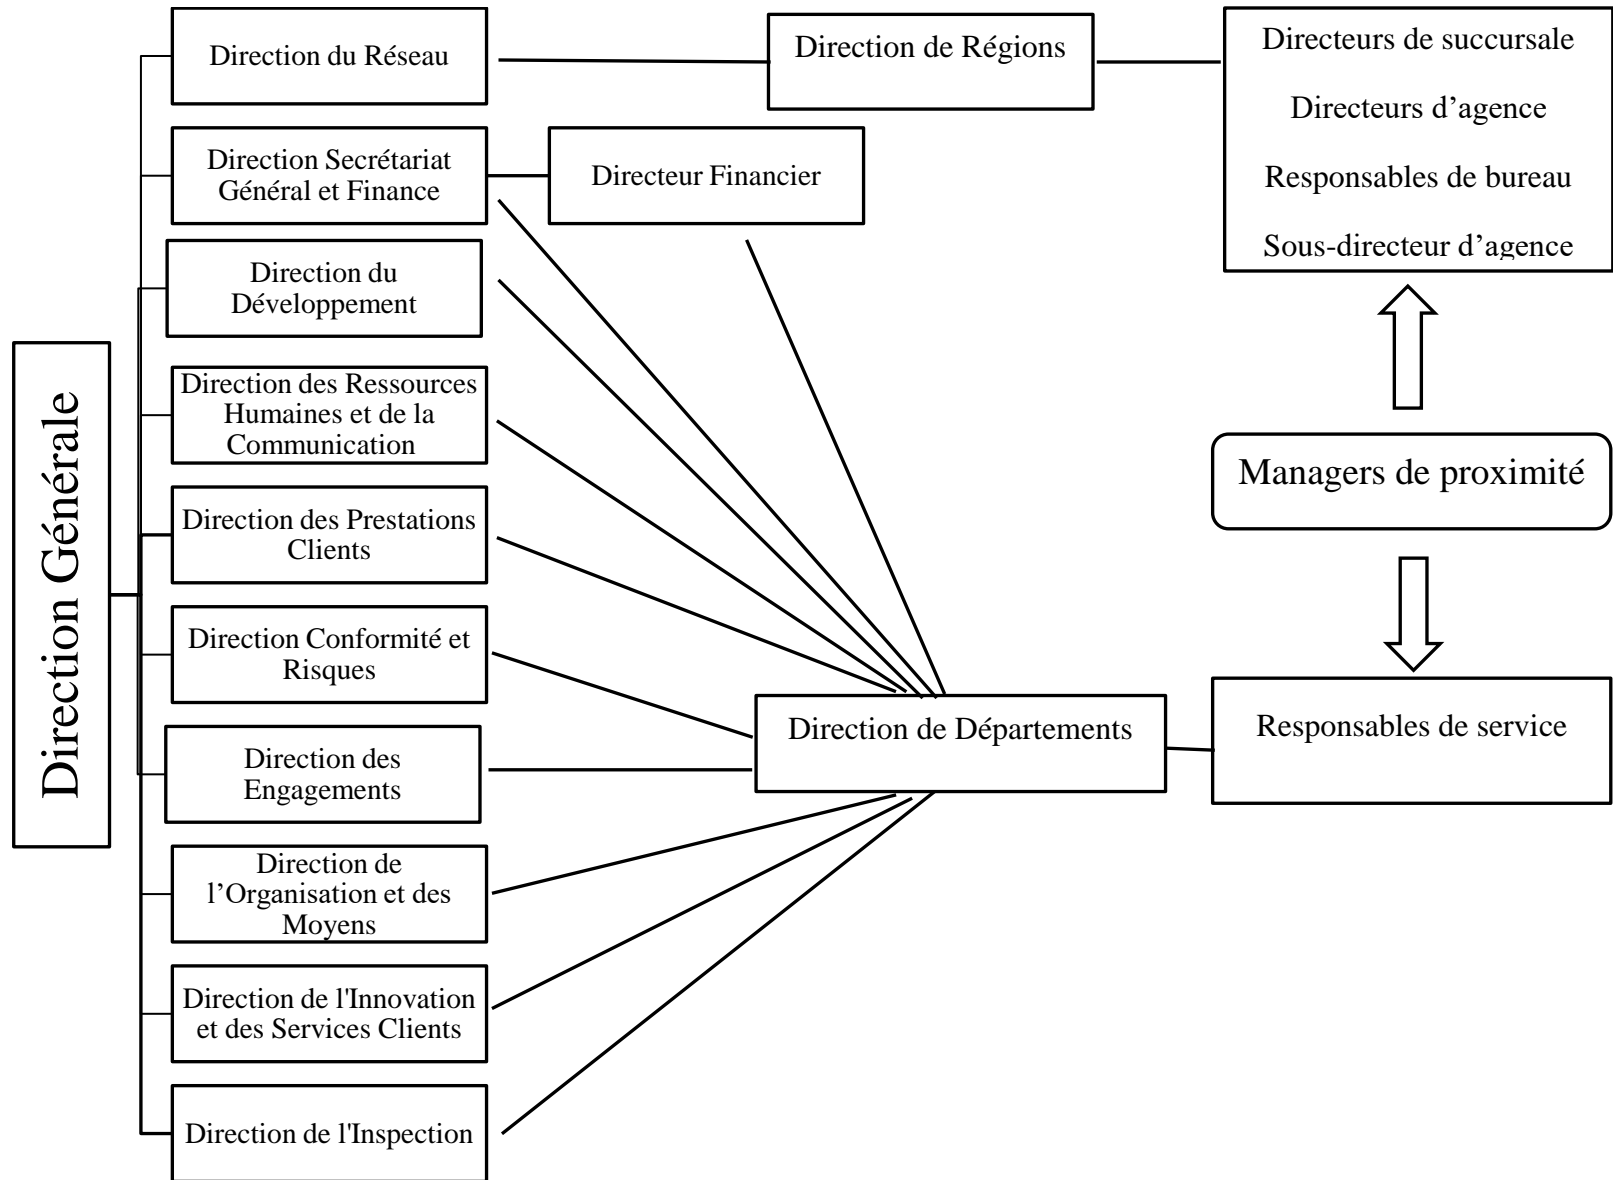 Direction Générale
Direction du Réseau
Direction de Régions
Directeurs de succursale
Directeurs d’agence
Responsables de bureau
Sous-directeur d’agence
Direction Secrétariat
Général et Finance
Directeur Financier
Direction du
Développement
Direction des Ressources
Humaines et de la
Communication
Managers de proximité
Direction des Prestations
Clients
Direction Conformité et
Risques
Direction de Départements
Responsables de service
Direction des
Engagements
Direction de
l’Organisation et des
Moyens
Direction de l'Innovation
et des Services Clients
Direction de l'Inspection